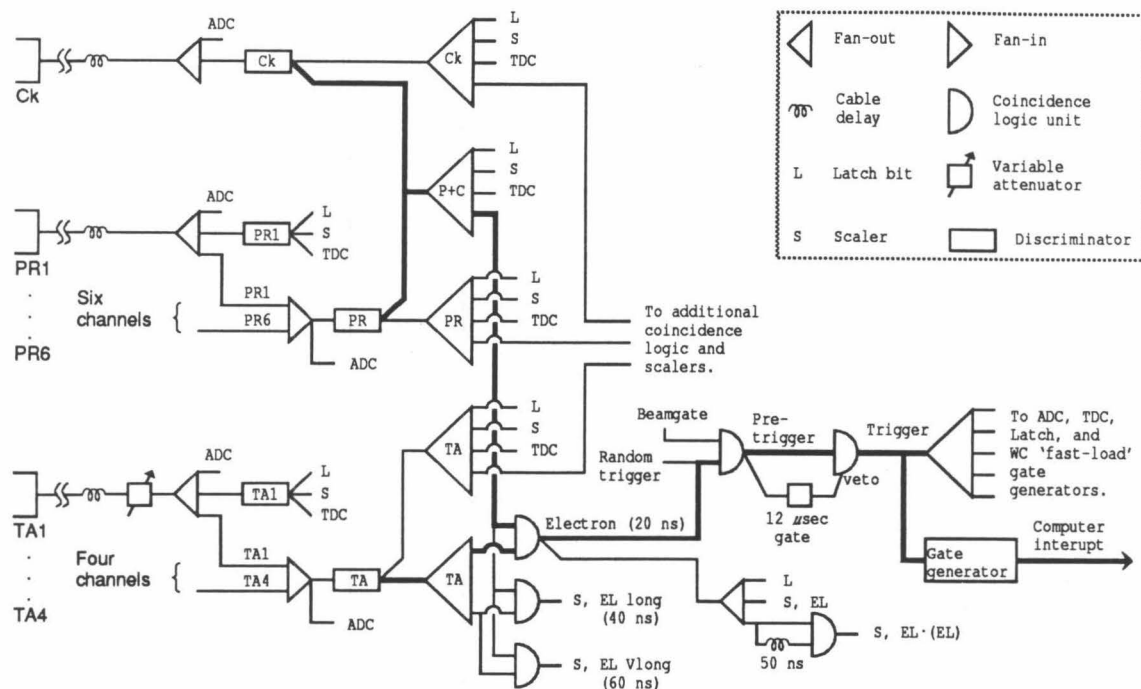 ADC
L
S
TDC
Ck
Ck
Ck
ADC
L
S
TDC
P+C
L
S
TDC
PR1
PR1
.
.
.
PR6
Six
channels
PR1
PR6
PR
ADC
PR
L
S
TDC
To additional
coincidence
logic and
scalers.
ADC
L
S
TDC
TA1
TA1
.
.
.
TA4
Four
channels
TA1
TA4
TA
ADC
TA
L
S
TDC
TA
Electron (20 ns)
S, EL long
(40 ns)
S, EL Vlong
(60 ns)
Beamgate
Random
trigger
Pre-
trigger
12 μsec
gate
veto
Trigger
To ADC, TDC,
Latch, and
WC 'fast-load'
gate
generators.
Gate
generator
Computer
interupt
L
S, EL
50 ns
S, EL·(EL)
Fan-out
Fan-in
Cable
delay
Coincidence
logic unit
L
Latch bit
Variable
attenuator
S
Scaler
Discriminator